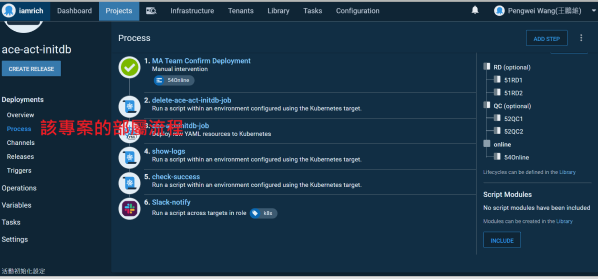 iamrich
Dashboard
Projects
Infrastructure
Tenants
Library
Tasks
Configuration
Pengwei Wang(王鵬維)
ace-act-initdb
CREATE RELEASE
Deployments
Overview
Process
Channels
Releases
Triggers
Operations
Variables
Tasks
Settings
活動初始化設定
該專案的部屬流程
Process
ADD STEP
1. MA Team Confirm Deployment
Manual intervention
54Online
2. delete-ace-act-initdb-job
Run a script within an environment configured using the Kubernetes target.
3. initdb-job
Deploy raw YAML resources to Kubernetes
4. show-logs
Run a script within an environment configured using the Kubernetes target.
5. check-success
Run a script within an environment configured using the Kubernetes target.
6. Slack-notify
Run a script across targets in role k8s
RD (optional)
51RD1
51RD2
QC (optional)
52QC1
52QC2
online
54Online
Lifecycles can be defined in the Library
Script Modules
No script modules have been included
Modules can be created in the Library
INCLUDE